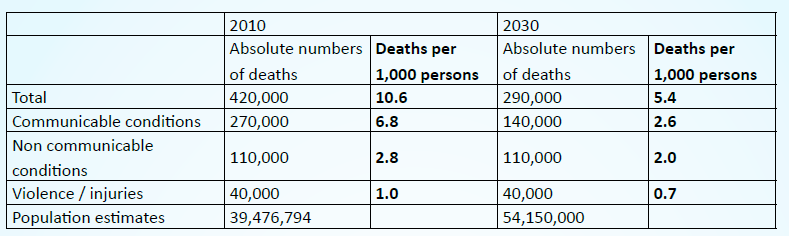 2010 2030
Absolute numbers of deaths Deaths per 1,000 persons Absolute numbers of deaths Deaths per 1,000 persons
Total 420,000 10.6 290,000 5.4
Communicable conditions 270,000 6.8 140,000 2.6
Non communicable conditions 110,000 2.8 110,000 2.0
Violence / injuries 40,000 1.0 40,000 0.7
Population estimates 39,476,794 54,150,000